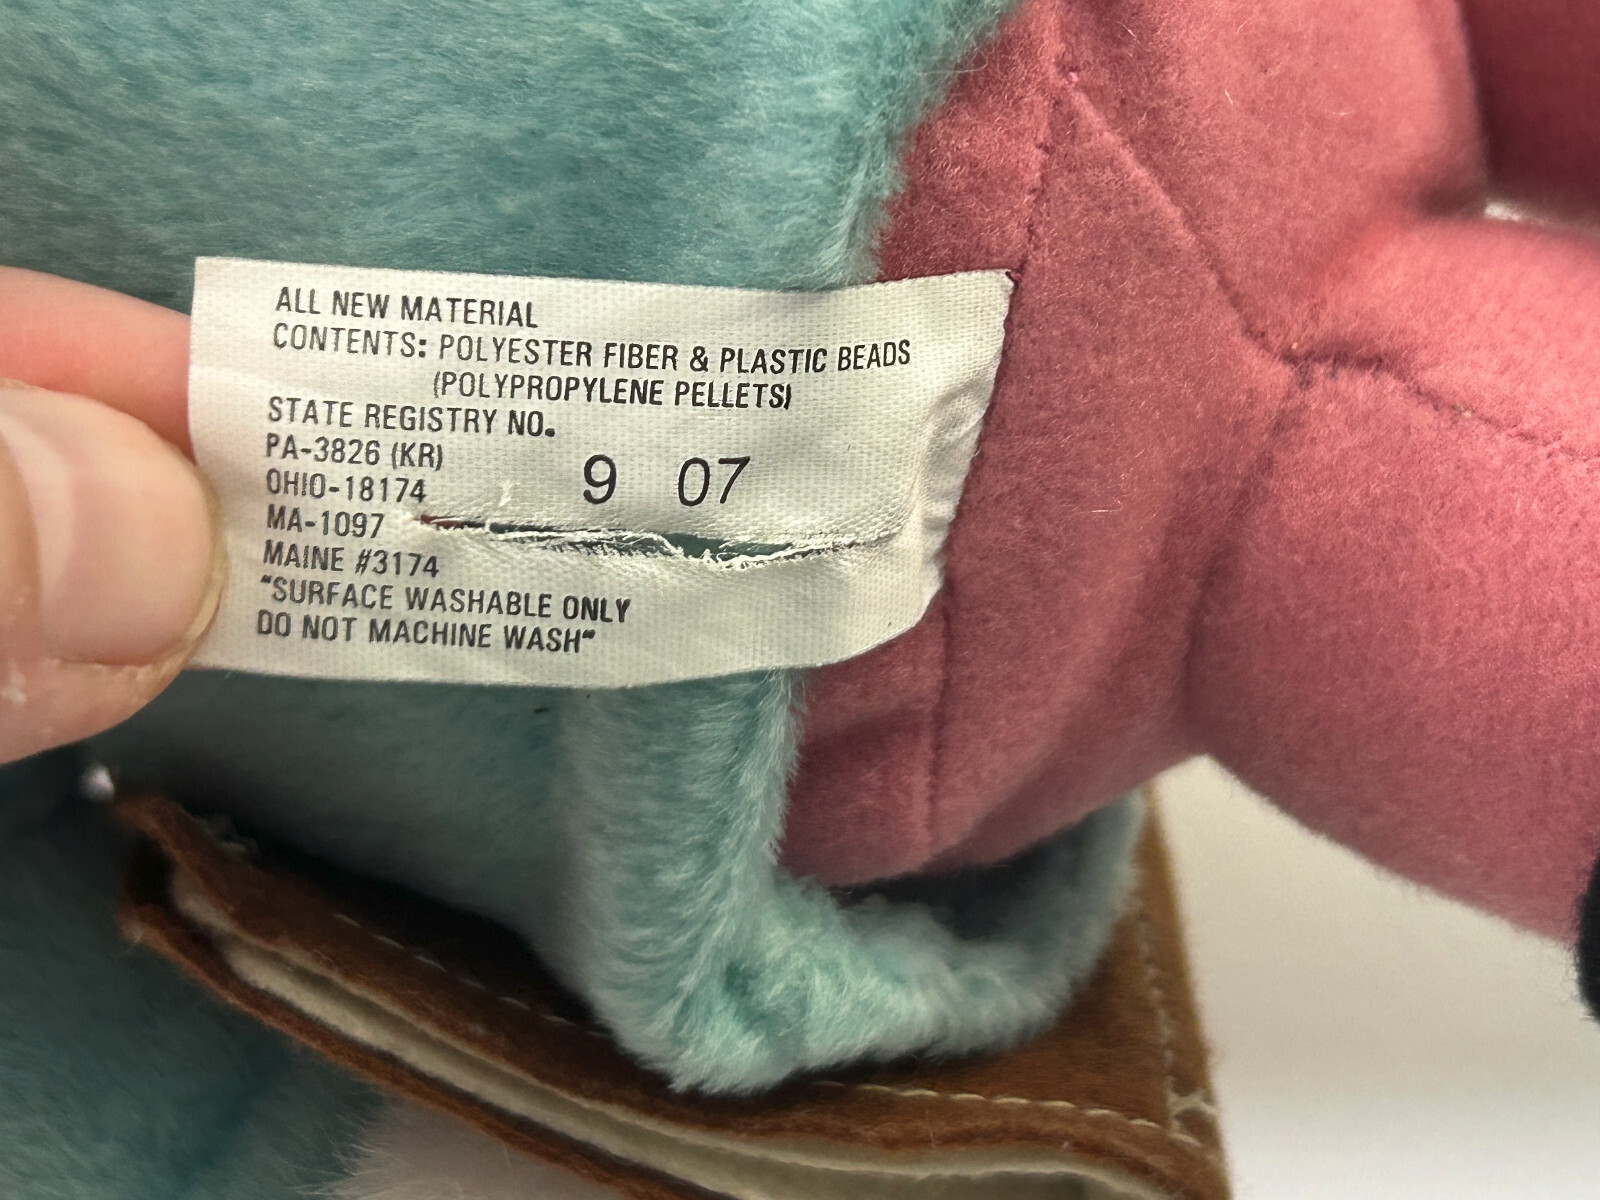 ALL NEW MATERIAL
CONTENTS: POLYESTER FIBER & PLASTIC BEADS
(POLYPROPYLENE PELLETS)
STATE REGISTRY NO.
PA-3826 (KR)
9 07
OHIO-18174
MA-1097
MAINE #3174
"SURFACE WASHABLE ONLY
DO NOT MACHINE WASH"